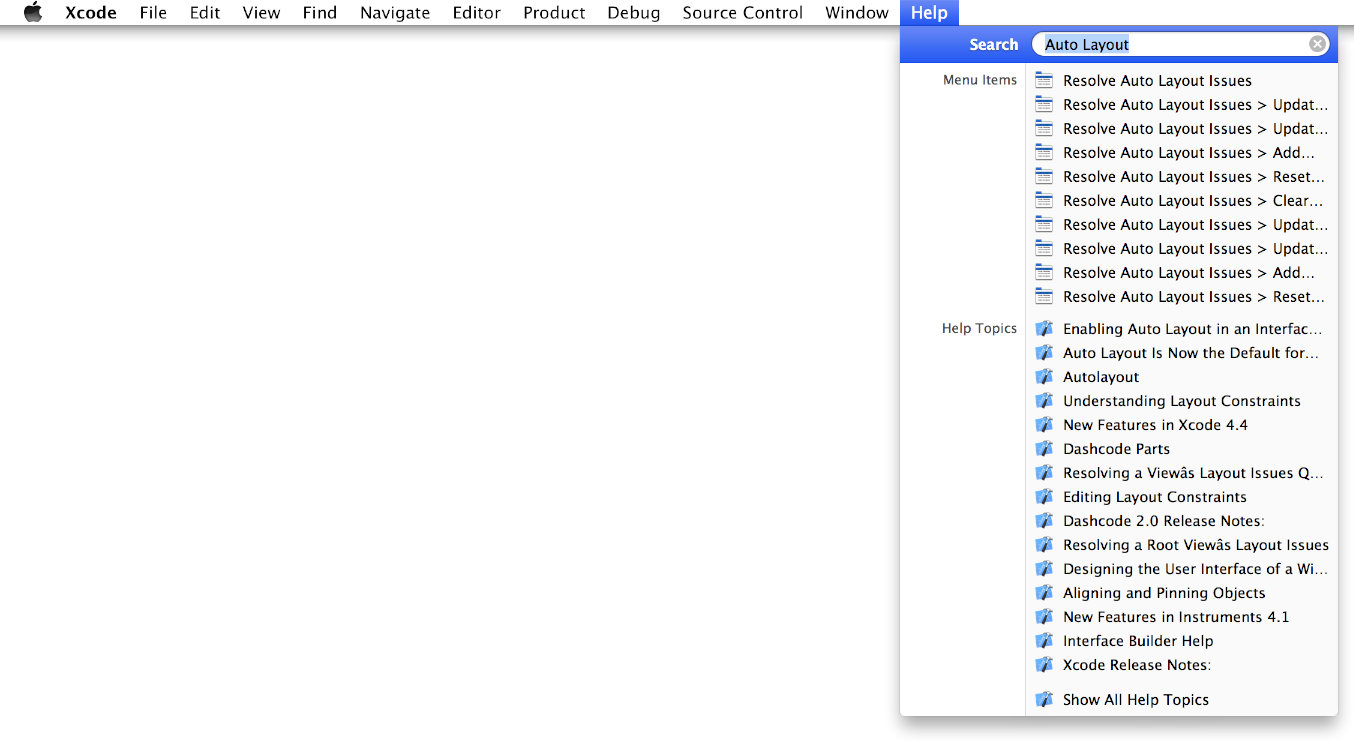 Xcode File Edit View Find Navigate Editor Product Debug Source Control Window Help
Search Auto Layout
Menu Items Resolve Auto Layout Issues
Resolve Auto Layout Issues > Updat...
Resolve Auto Layout Issues > Updat...
Resolve Auto Layout Issues > Add...
Resolve Auto Layout Issues > Reset...
Resolve Auto Layout Issues > Clear...
Resolve Auto Layout Issues > Updat...
Resolve Auto Layout Issues > Updat...
Resolve Auto Layout Issues > Add...
Resolve Auto Layout Issues > Reset...
Help Topics Enabling Auto Layout in an Interfac...
Auto Layout Is Now the Default for...
Autolayout
Understanding Layout Constraints
New Features in Xcode 4.4
Dashcode Parts
Resolving a Viewâs Layout Issues Q...
Editing Layout Constraints
Dashcode 2.0 Release Notes:
Resolving a Root Viewâs Layout Issues
Designing the User Interface of a Wi...
Aligning and Pinning Objects
New Features in Instruments 4.1
Interface Builder Help
Xcode Release Notes:
Show All Help Topics